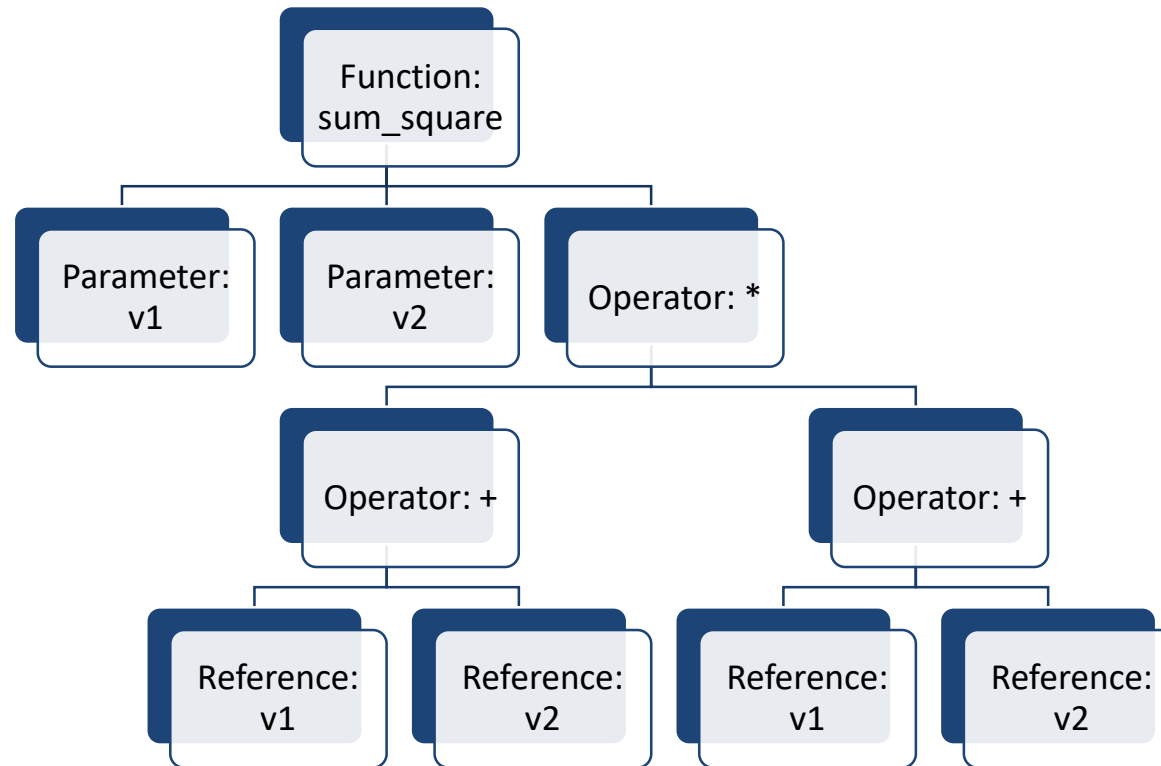 Function:
sum_square
Parameter:
v1
Parameter:
v2
Operator: *
Operator: +
Operator: +
Reference:
v1
Reference:
v2
Reference:
v1
Reference:
v2